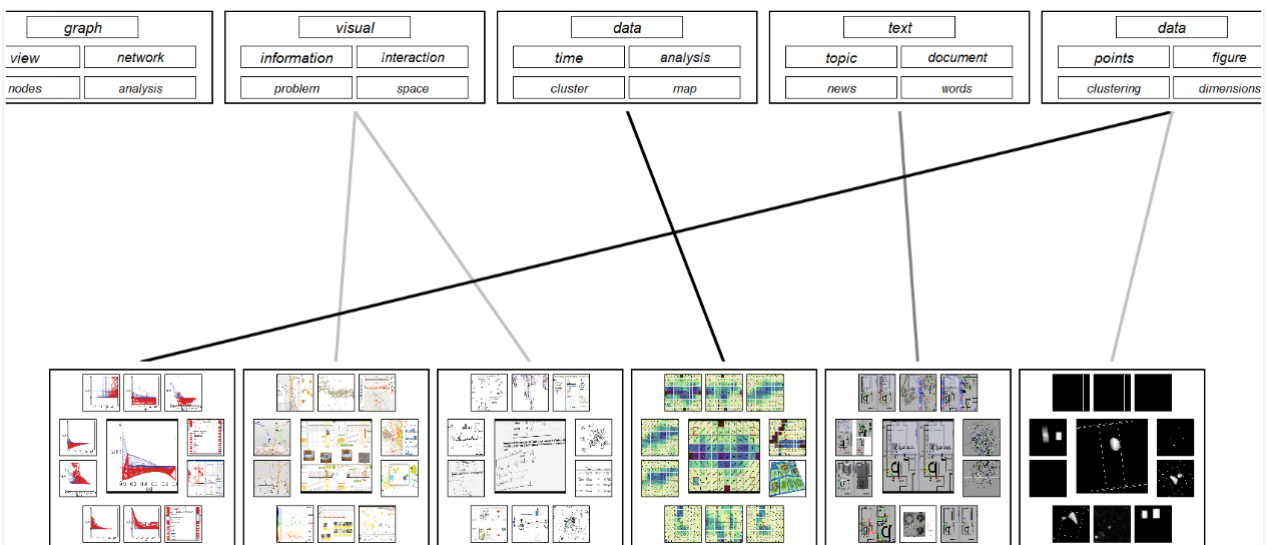 graph visual data text data
view network information interaction time analysis topic document points figure
nodes analysis problem space cluster map news words clustering dimensions